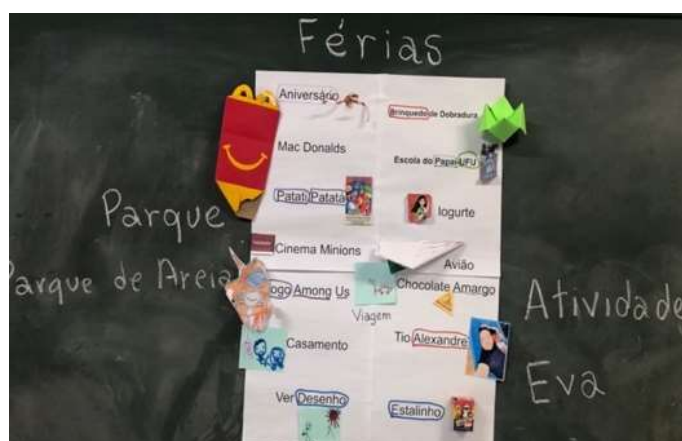 Férias
Aniversário
Mac Donalds
Patati Patatá
Cinema Minions
Jogo Among Us
Casamento
Ver Desenho
Brinquedo de Dobradura
Escola do Papai-UFU
Iogurte
Avião
Chocolate Amargo
Viagem
Tio Alexandre
Estalinho
Parque
Parque de Areia
Atividade
Eva